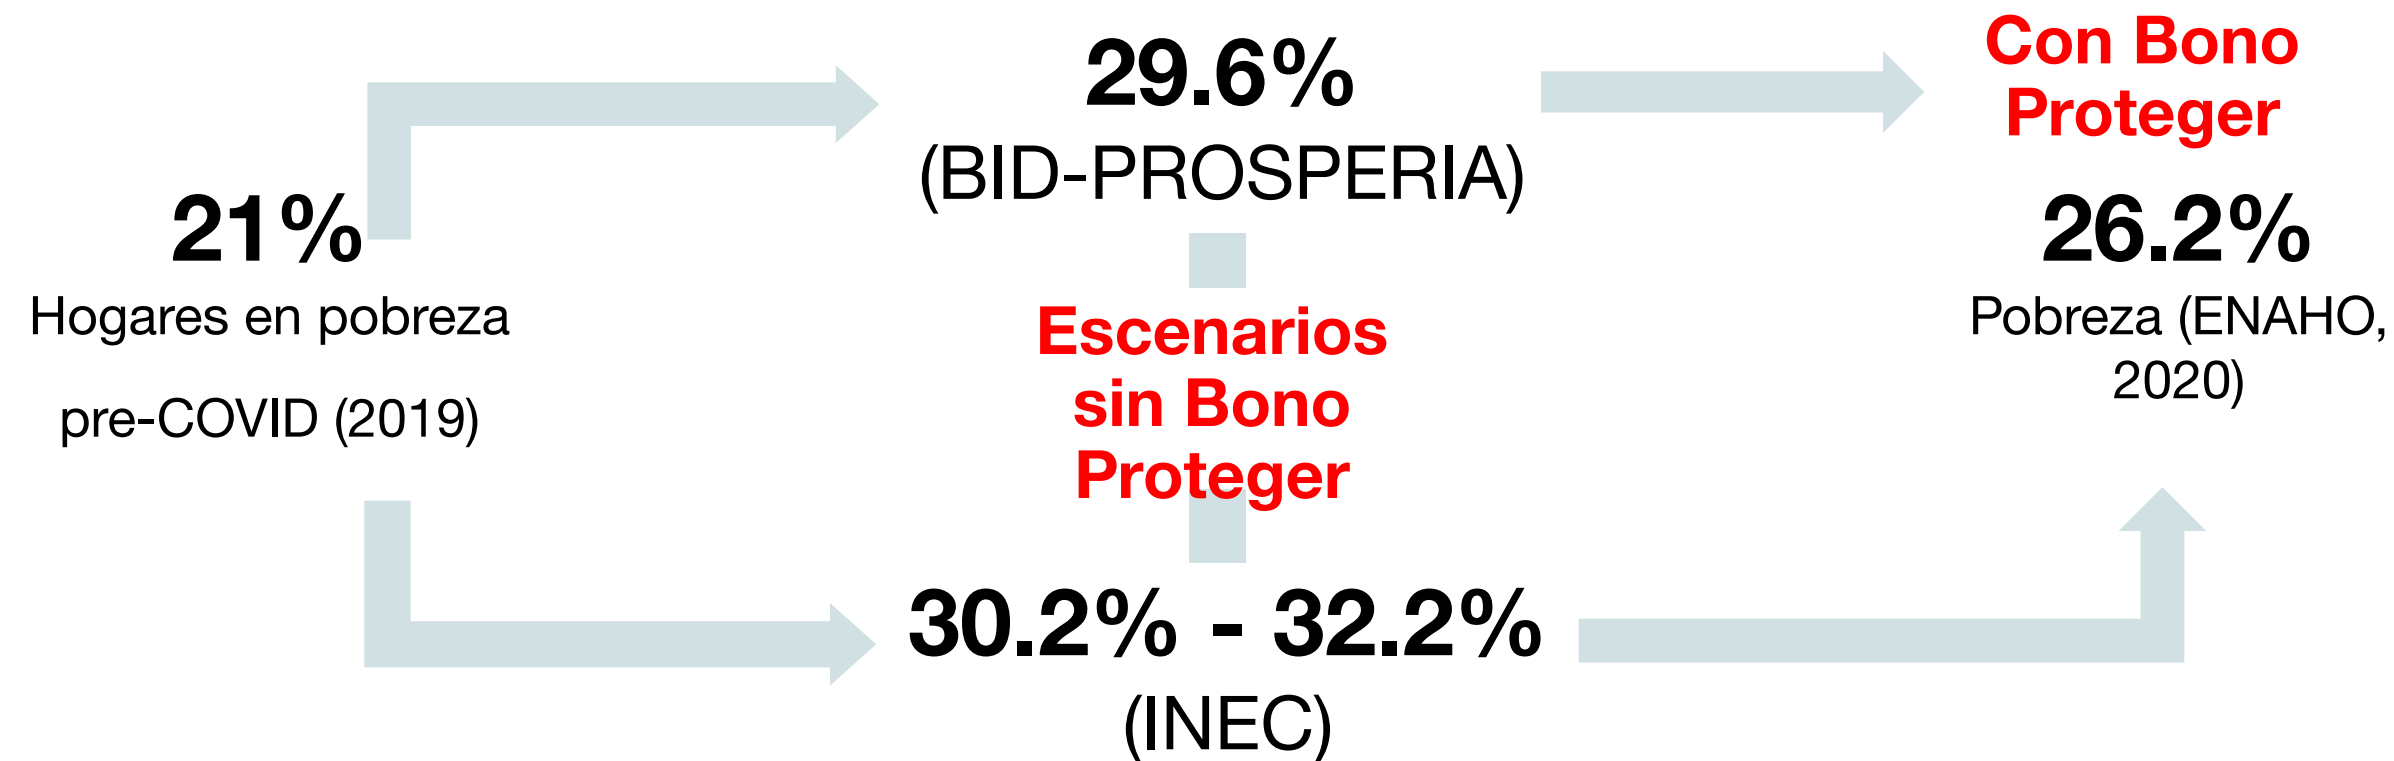 21%
Hogares en pobreza
pre-COVID (2019)
29.6%
(BID-PROSPERIA)
Escenarios
sin Bono
Proteger
30.2% - 32.2%
(INEC)
Con Bono
Proteger
26.2%
Pobreza (ENAHO,
2020)